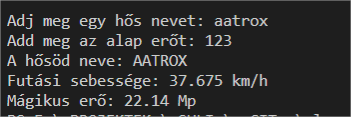 Adj meg egy hős nevet: aatrox
Add meg az alap erőt: 123
A hősöd neve: AATROX
Futási sebessége: 37.675 km/h
Mágikus erő: 22.14 Mp